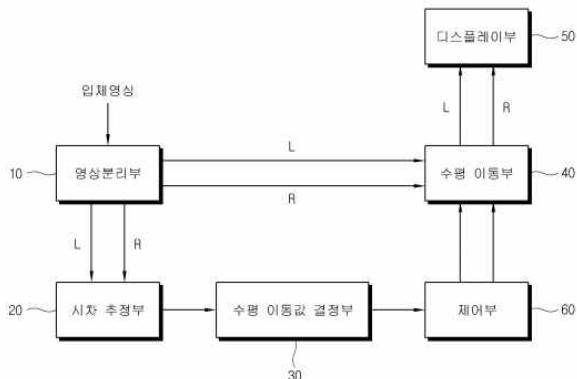 디스플레이부
50
입체영상
L
R
10
영상분리부
L
R
수평 이동부
40
L
R
20
시차 추정부
수평 이동값 결정부
제어부
60
30